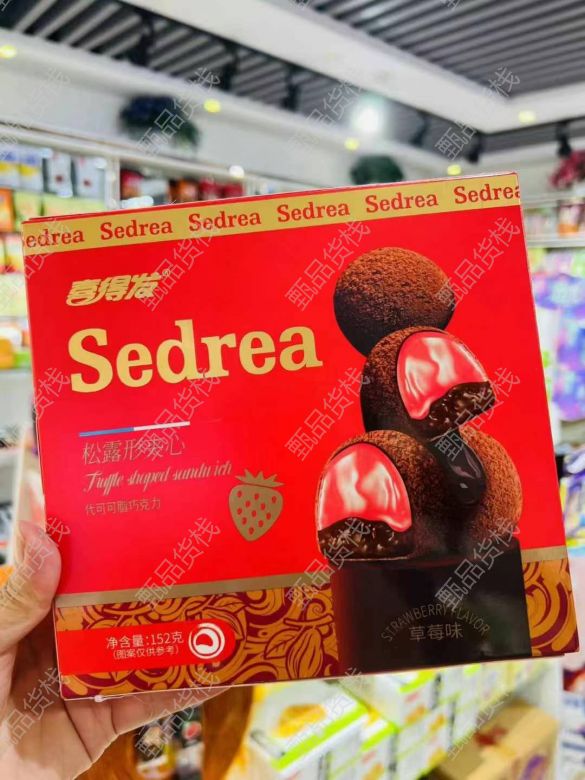 edrea Sedrea Sedrea Sedrea Sedrea Sedrea
喜得发®
Sedrea
松露形夹心
Truffle shaped sandwich
代可可脂巧克力
STRAWBERRY FLAVOR
草莓味
净含量:152克
(图案仅供参考)
甄品货栈